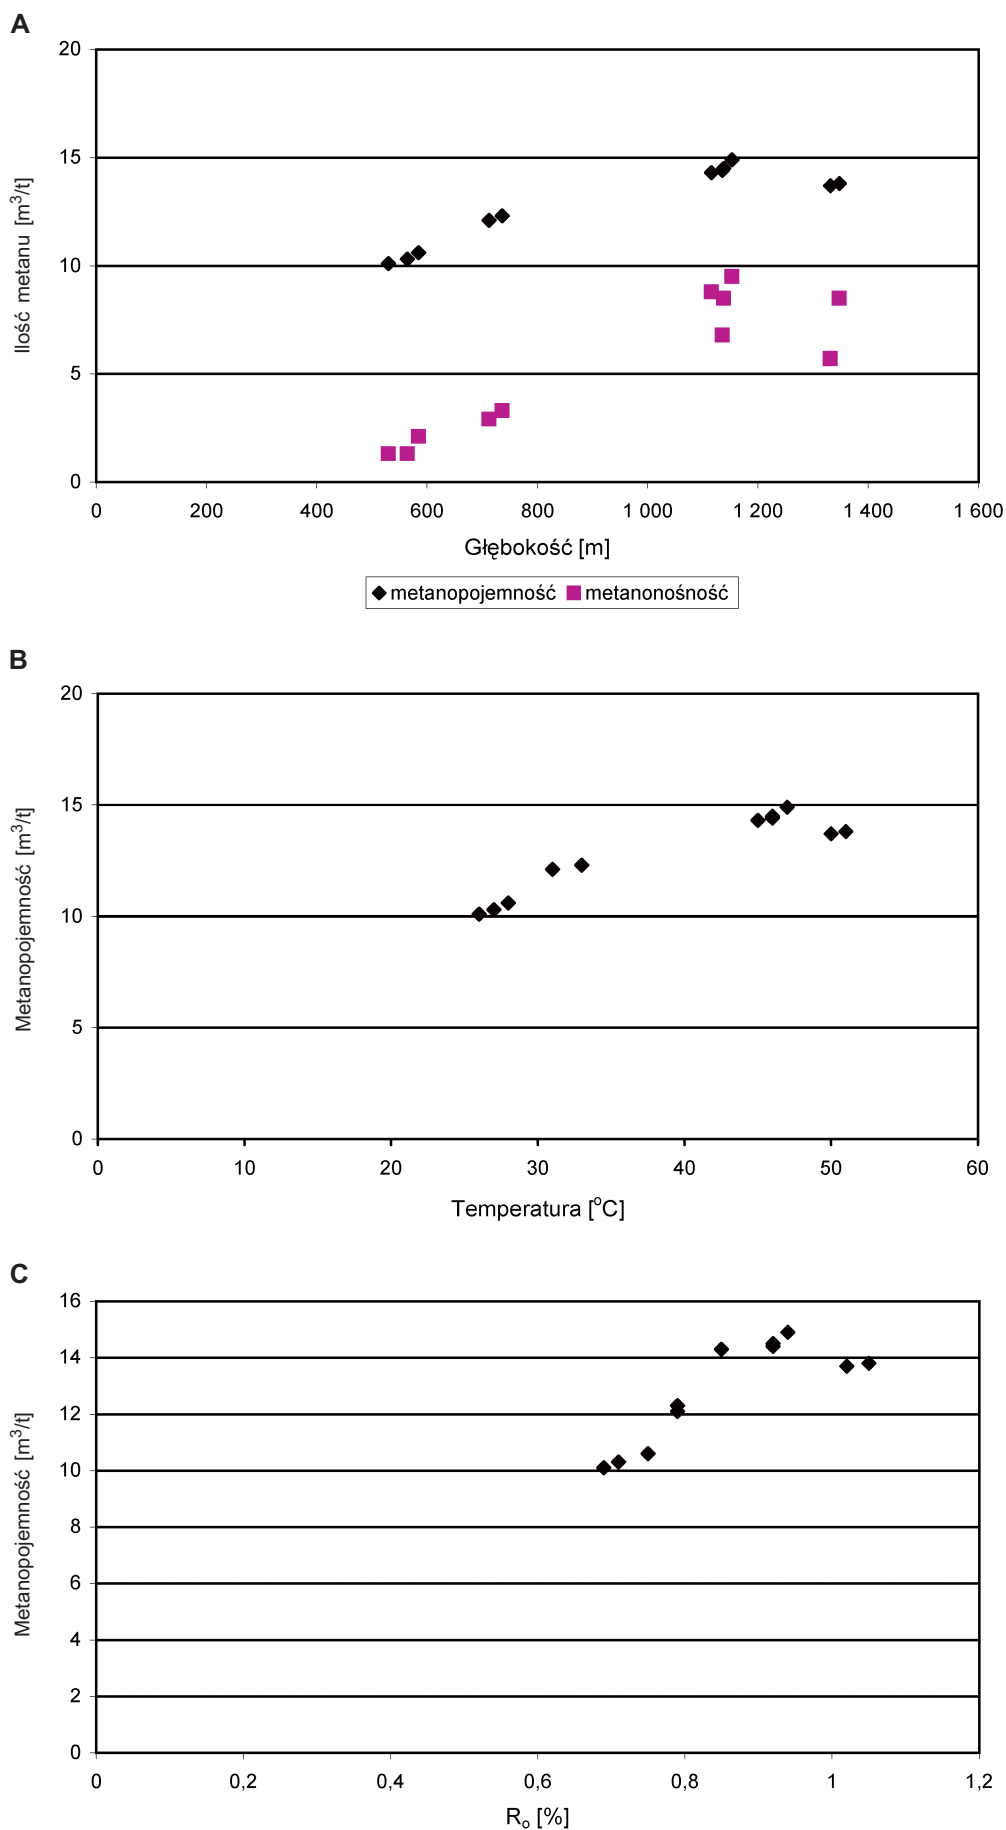 A
20
15
10
5
0
Ilość metanu [m³/t]
0 200 400 600 800 1 000 1 200 1 400 1 600
Głębokość [m]
metanopojemność metanonośność
B
20
15
10
5
0
Metanopojemność [m³/t]
0 10 20 30 40 50 60
Temperatura [°C]
C
16
14
12
10
8
6
4
2
0
Metanopojemność [m³/t]
0 0,2 0,4 0,6 0,8 1 1,2
Rₒ [%]